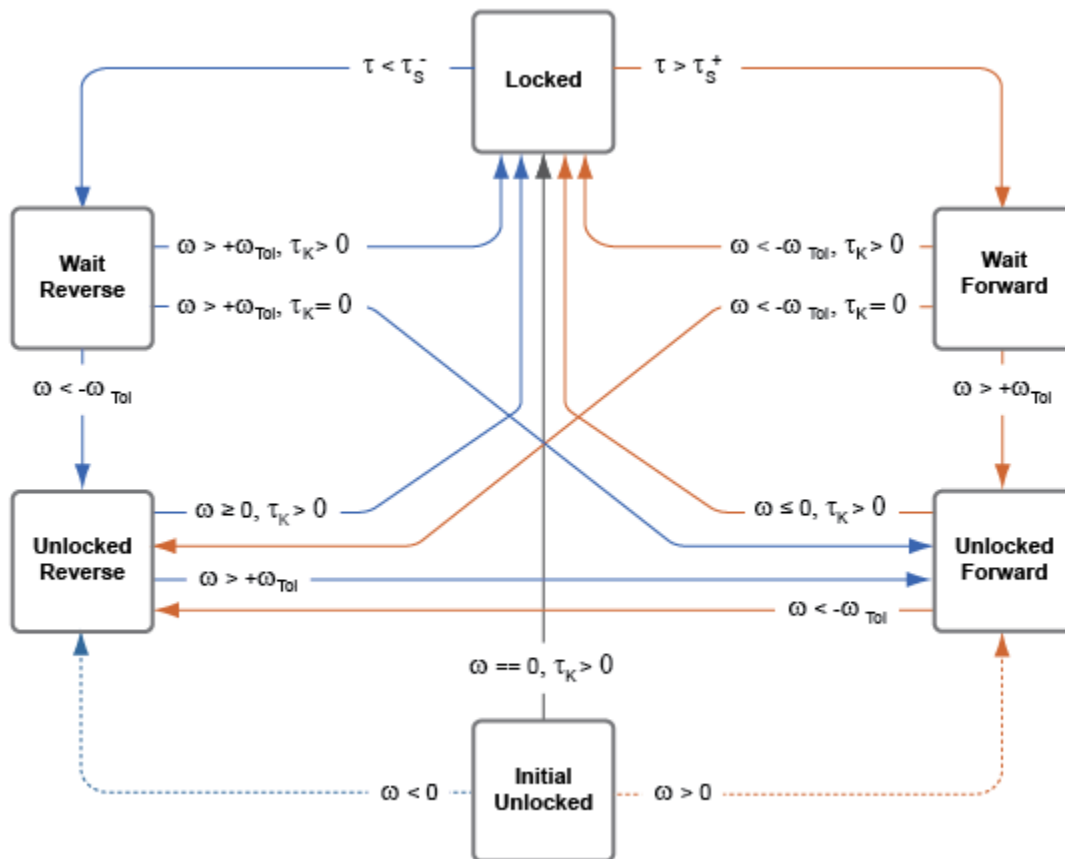 τ < τS-
Locked
τ > τS+
Wait
Reverse
ω > +ωTol, τK > 0
ω < -ωTol, τK > 0
Wait
Forward
ω > +ωTol, τK = 0
ω < -ωTol, τK = 0
ω < -ω Tol
ω > +ωTol
Unlocked
Reverse
ω ≥ 0, τK > 0
ω ≤ 0, τK > 0
Unlocked
Forward
ω > +ωTol
ω < -ω Tol
ω == 0, τK > 0
Initial
Unlocked
ω < 0
ω > 0